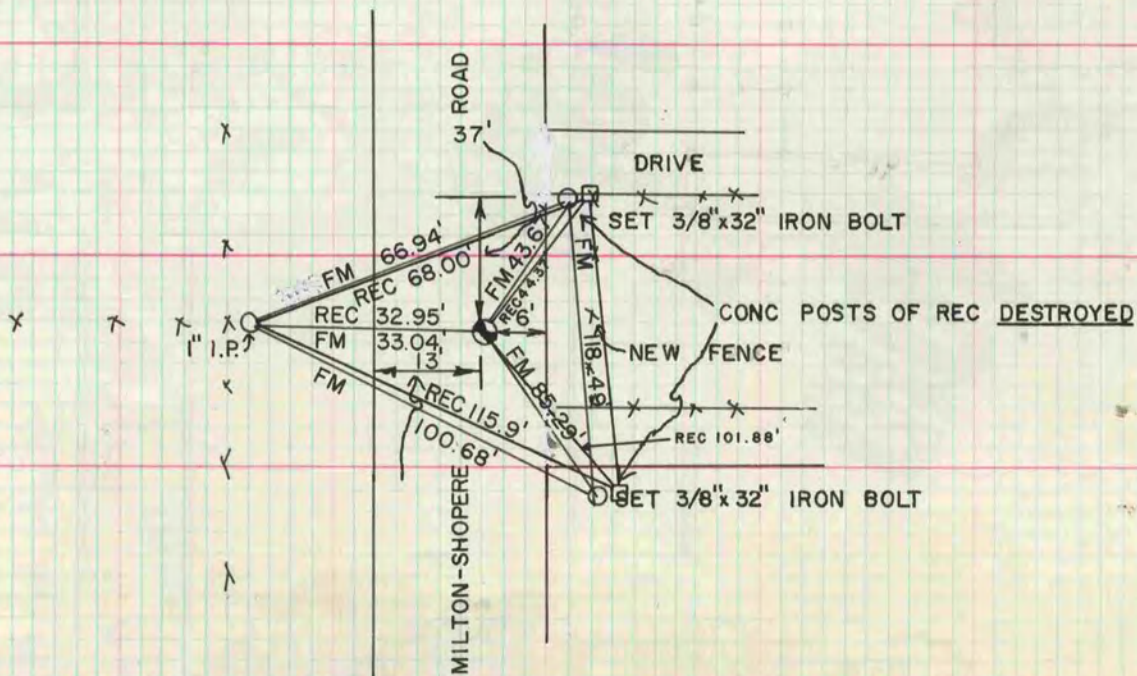 ROAD
37'
DRIVE
SET 3/8"x32" IRON BOLT
FM 66.94'
REC 68.00'
FM 43.6
REC 44.37
FM
118.49
CONC POSTS OF REC DESTROYED
REC 32.95'
FM 33.04'
6'
1" I.P.
13'
NEW FENCE
FM
REC 115.9'
100.68'
FM 85.29'
REC 101.88'
SET 3/8"x32" IRON BOLT
MILTON-SHOPERE